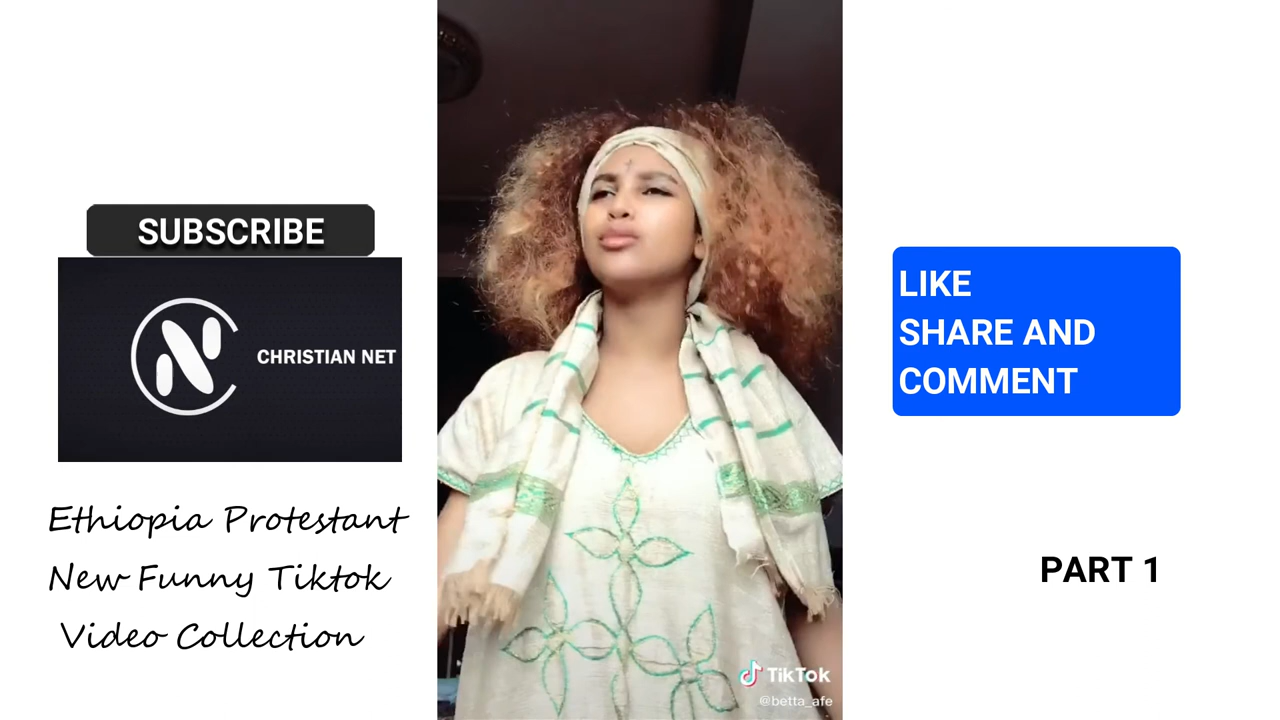 SUBSCRIBE
CHRISTIAN NET
Ethiopia Protestant
New Funny Tiktok
Video Collection
TikTok
@betta_afe
LIKE
SHARE AND
COMMENT
PART 1